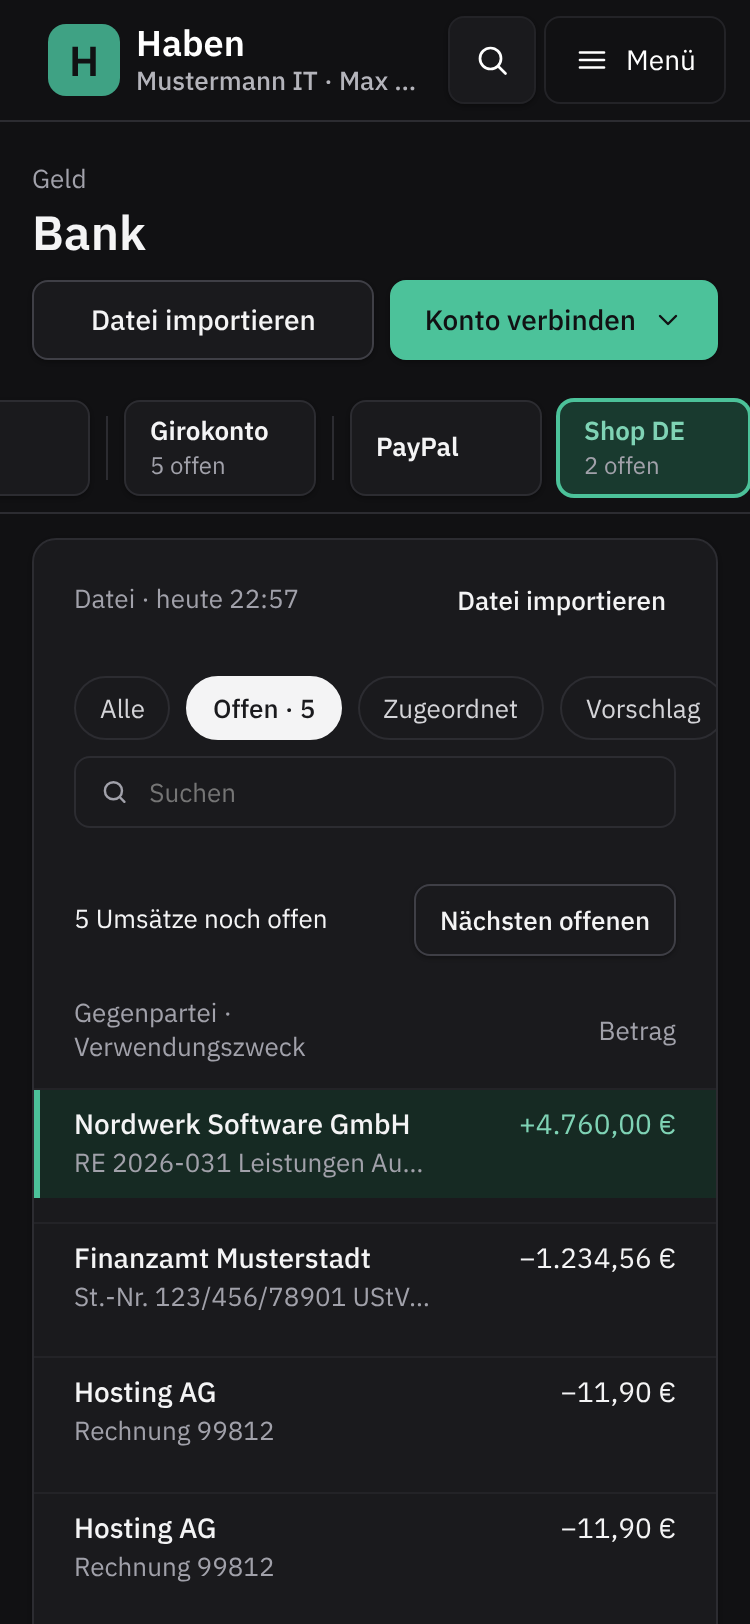 H
Haben
Mustermann IT · Max ...
Menü
Geld
Bank
Datei importieren
Konto verbinden
Girokonto
5 offen
PayPal
Shop DE
2 offen
Datei · heute 22:57
Datei importieren
Alle
Offen · 5
Zugeordnet
Vorschlag
Suchen
5 Umsätze noch offen
Nächsten offenen
Gegenpartei ·
Verwendungszweck
Betrag
Nordwerk Software GmbH
+4.760,00 €
RE 2026-031 Leistungen Au...
Finanzamt Musterstadt
−1.234,56 €
St.-Nr. 123/456/78901 UStV...
Hosting AG
−11,90 €
Rechnung 99812
Hosting AG
−11,90 €
Rechnung 99812